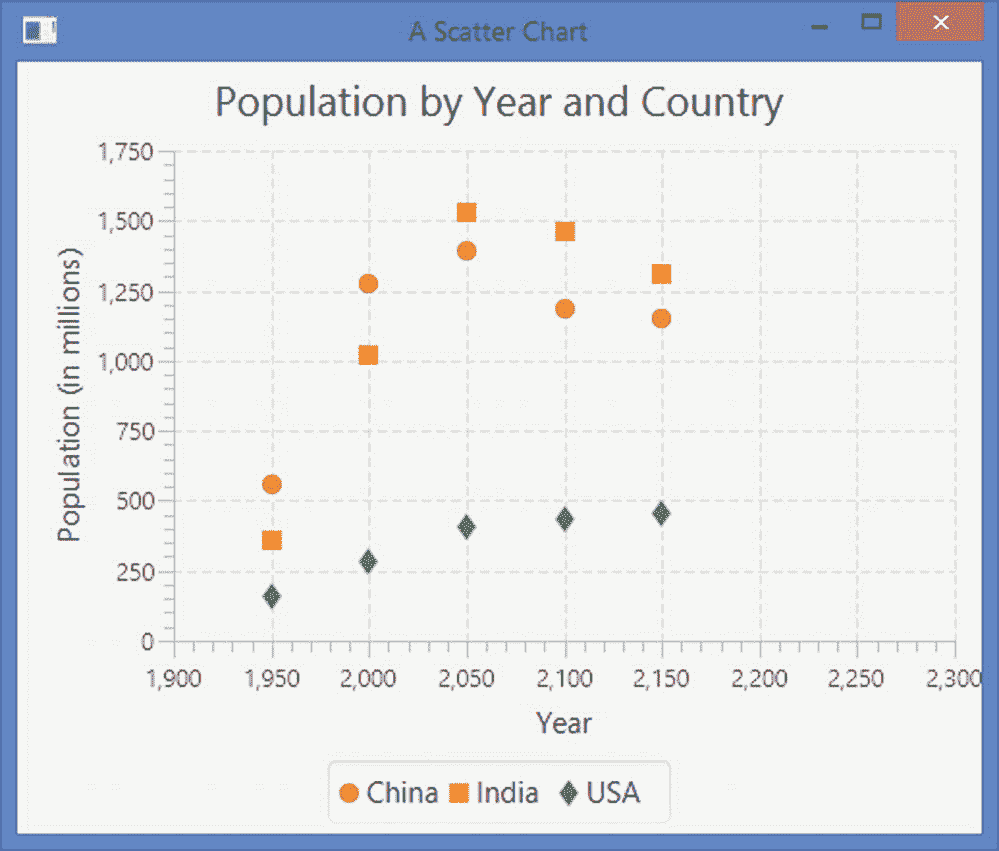 A Scatter Chart
Population by Year and Country
Population (in millions)
1,750
1,500
1,250
1,000
750
500
250
0
1,900 1,950 2,000 2,050 2,100 2,150 2,200 2,250 2,300
Year
China India USA